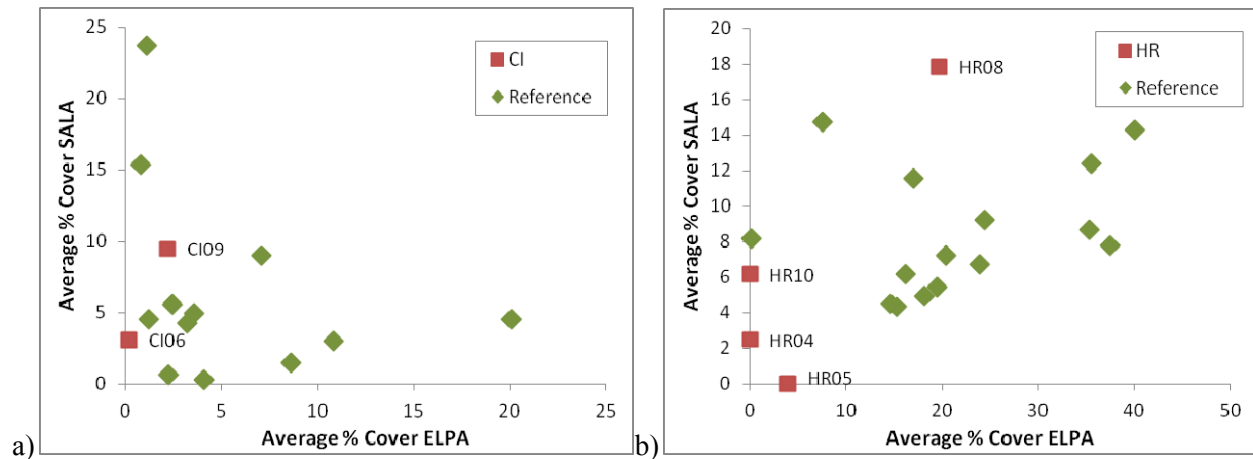 a)
25
20
15
10
5
0
Average % Cover SALA
CI
Reference
CI09
CI06
0 5 10 15 20 25
Average % Cover ELPA
b)
20
18
16
14
12
10
8
6
4
2
0
Average % Cover SALA
HR
Reference
HR08
HR10
HR04
HR05
0 10 20 30 40 50
Average % Cover ELPA